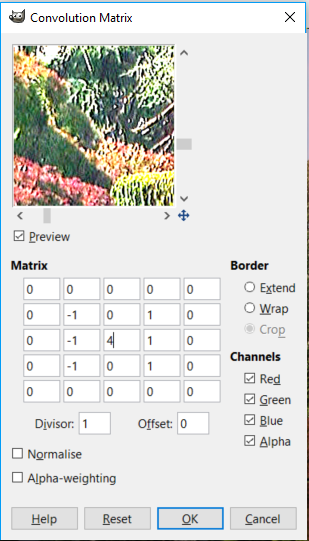 Convolution Matrix
Preview
Matrix
0 0 0 0 0
0 -1 0 1 0
0 -1 4 1 0
0 -1 0 1 0
0 0 0 0 0
Border
Extend
Wrap
Crop
Channels
Red
Green
Blue
Alpha
Divisor: 1 Offset: 0
Normalise
Alpha-weighting
Help Reset OK Cancel